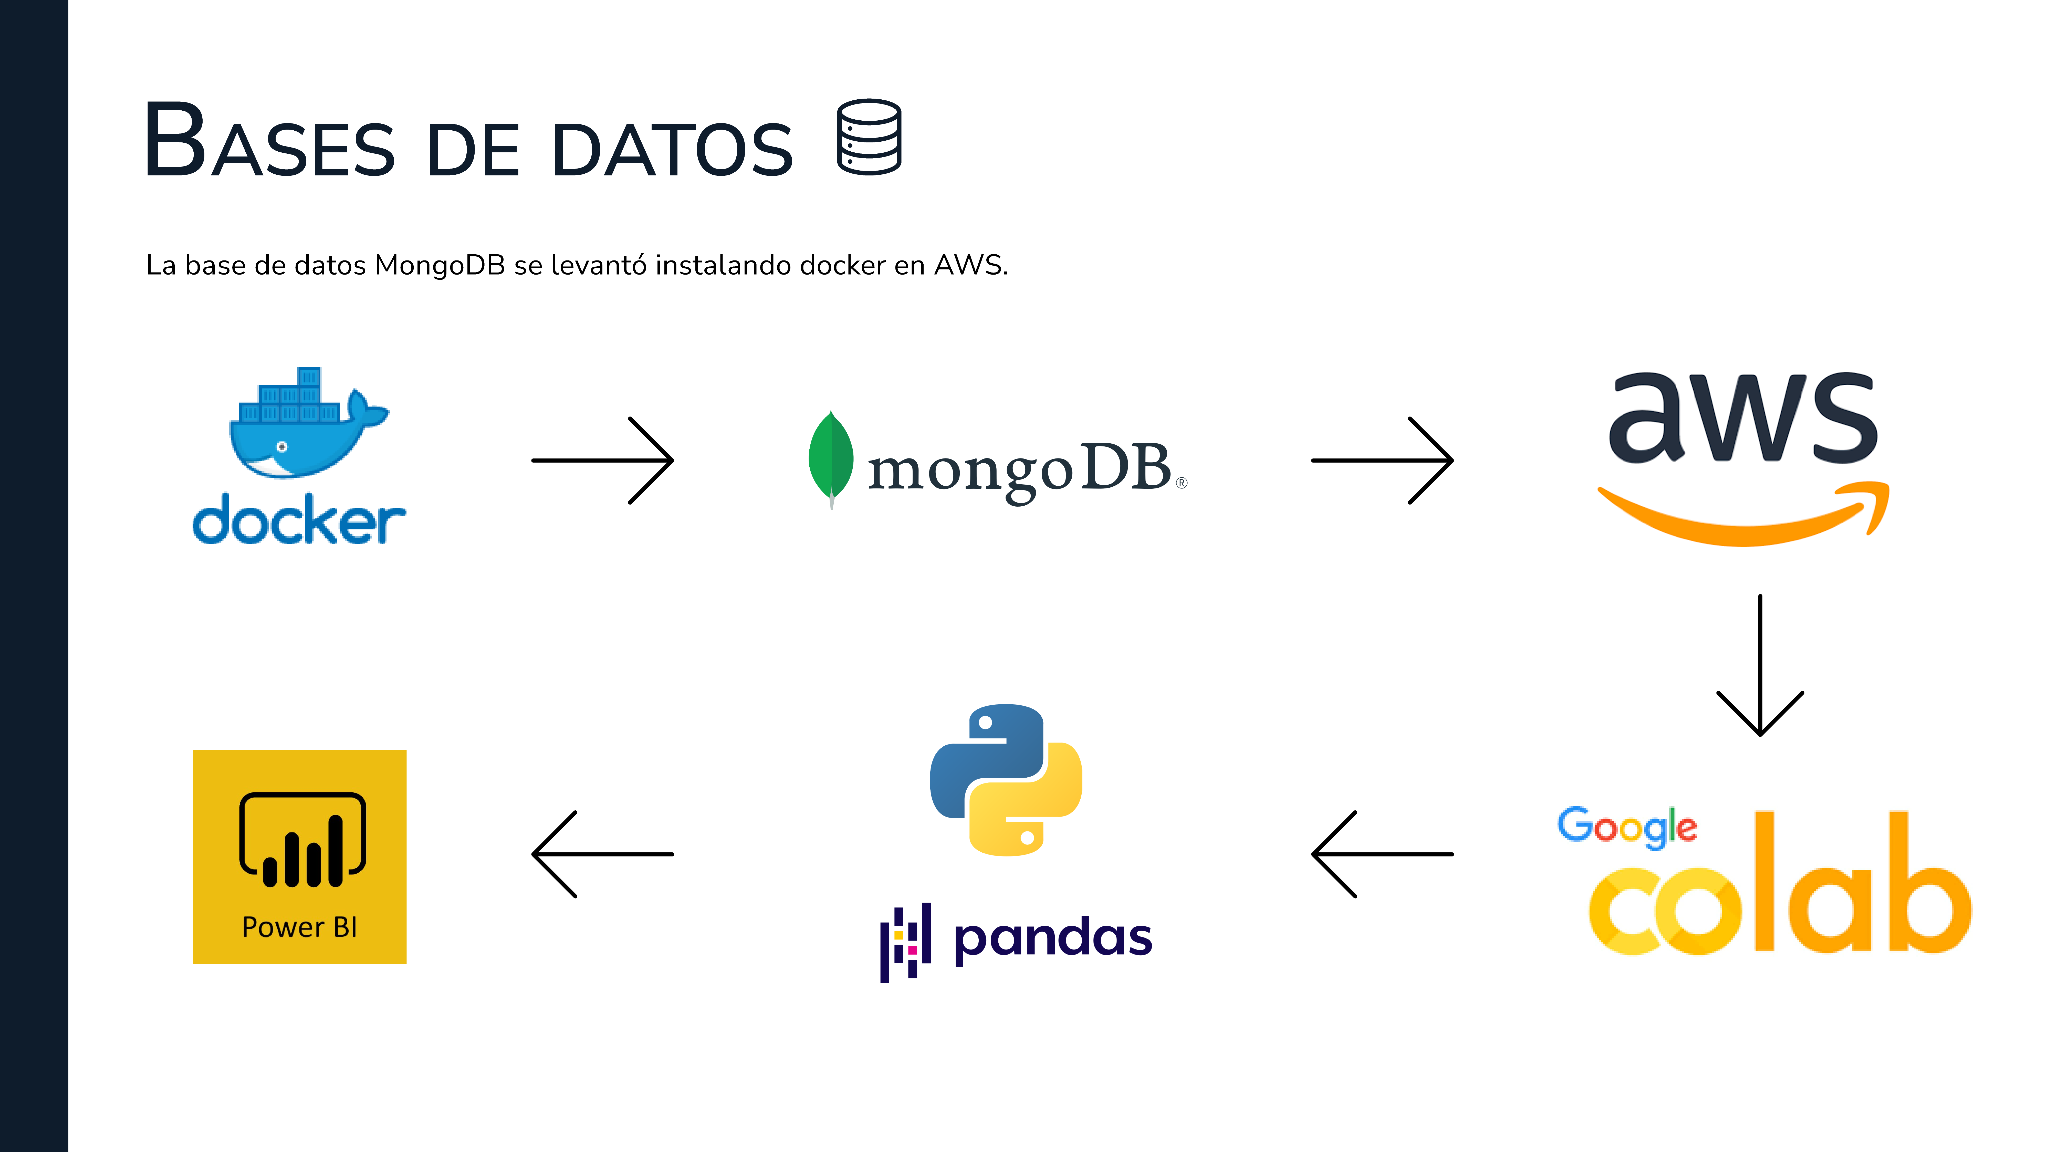 BASES DE DATOS
La base de datos MongoDB se levantó instalando docker en AWS.
docker
mongoDB®
aws
Power BI
pandas
Google
colab